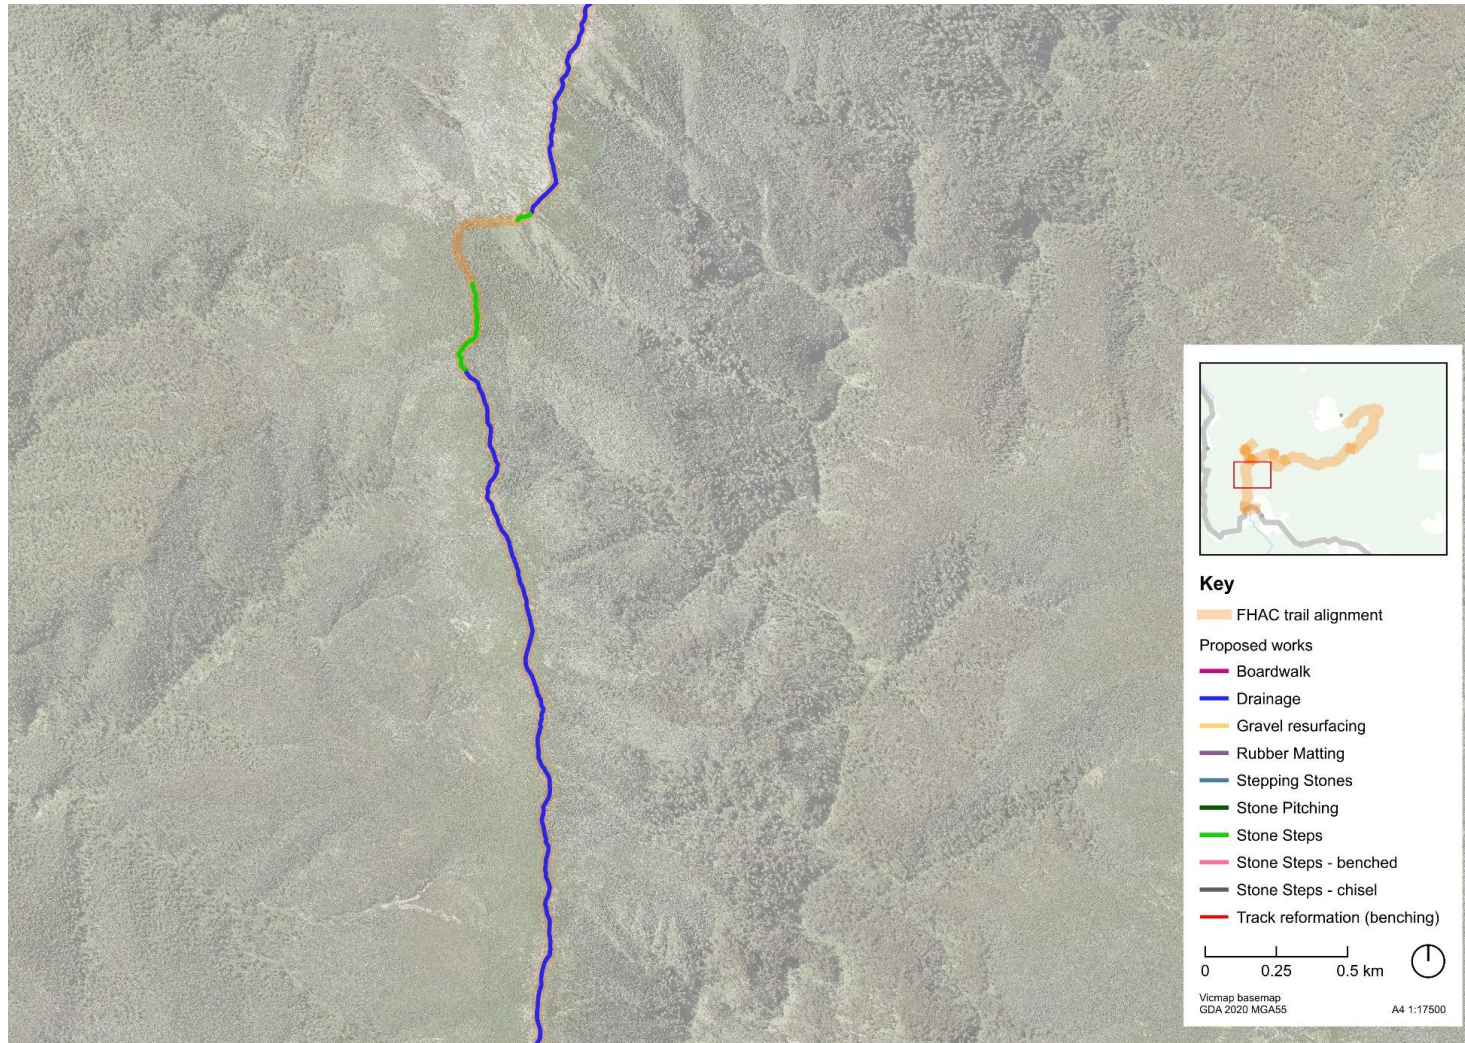 Key
FHAC trail alignment
Proposed works
Boardwalk
Drainage
Gravel resurfacing
Rubber Matting
Stepping Stones
Stone Pitching
Stone Steps
Stone Steps - benched
Stone Steps - chisel
Track reformation (benching)
0 0.25 0.5 km
Vicmap basemap
GDA 2020 MGA55 A4 1:17500